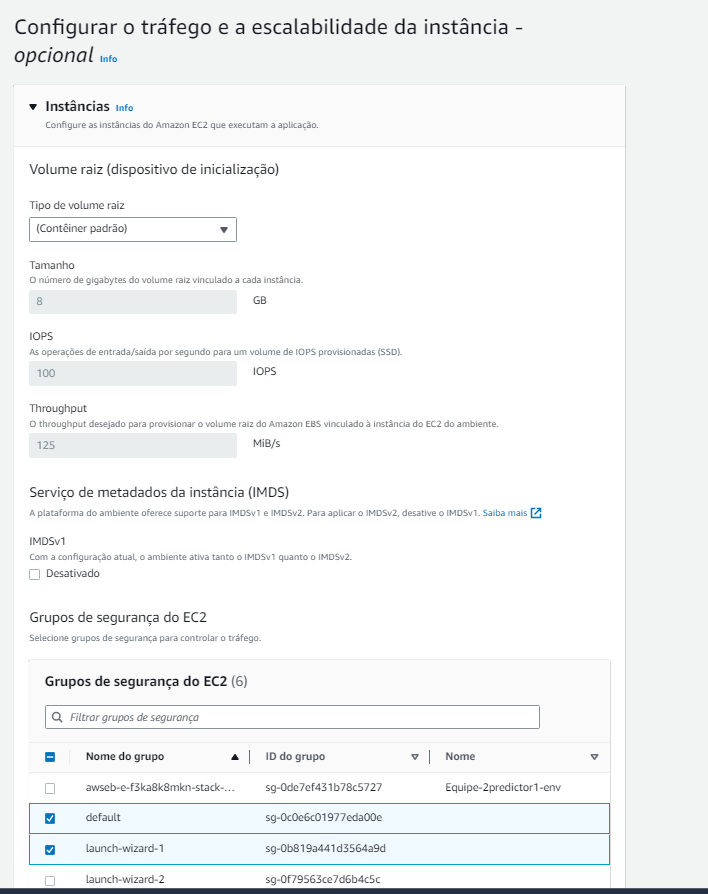 Configurar o tráfego e a escalabilidade da instância -
opcional Info
Instâncias Info
Configure as instâncias do Amazon EC2 que executam a aplicação.
Volume raiz (dispositivo de inicialização)
Tipo de volume raiz
(Contêiner padrão)
Tamanho
O número de gigabytes do volume raiz vinculado a cada instância.
8 GB
IOPS
As operações de entrada/saída por segundo para um volume de IOPS provisionadas (SSD).
100 IOPS
Throughput
O throughput desejado para provisionar o volume raiz do Amazon EBS vinculado à instância do EC2 do ambiente.
125 MiB/s
Serviço de metadados da instância (IMDS)
A plataforma do ambiente oferece suporte para IMDSv1 e IMDSv2. Para aplicar o IMDSv2, desative o IMDSv1. Saiba mais
IMDSv1
Com a configuração atual, o ambiente ativa tanto o IMDSv1 quanto o IMDSv2.
Desativado
Grupos de segurança do EC2
Selecione grupos de segurança para controlar o tráfego.
Grupos de segurança do EC2 (6)
Filtrar grupos de segurança
Nome do grupo ID do grupo Nome
awseb-e-f3ka8k8mkn-stack-... sg-0de7ef431b78c5727 Equipe-2predictor1-env
default sg-0c0e6c01977eda00e
launch-wizard-1 sg-0b819a441d3564a9d
launch-wizard-2 sg-0f79563ce7d6b4c5c